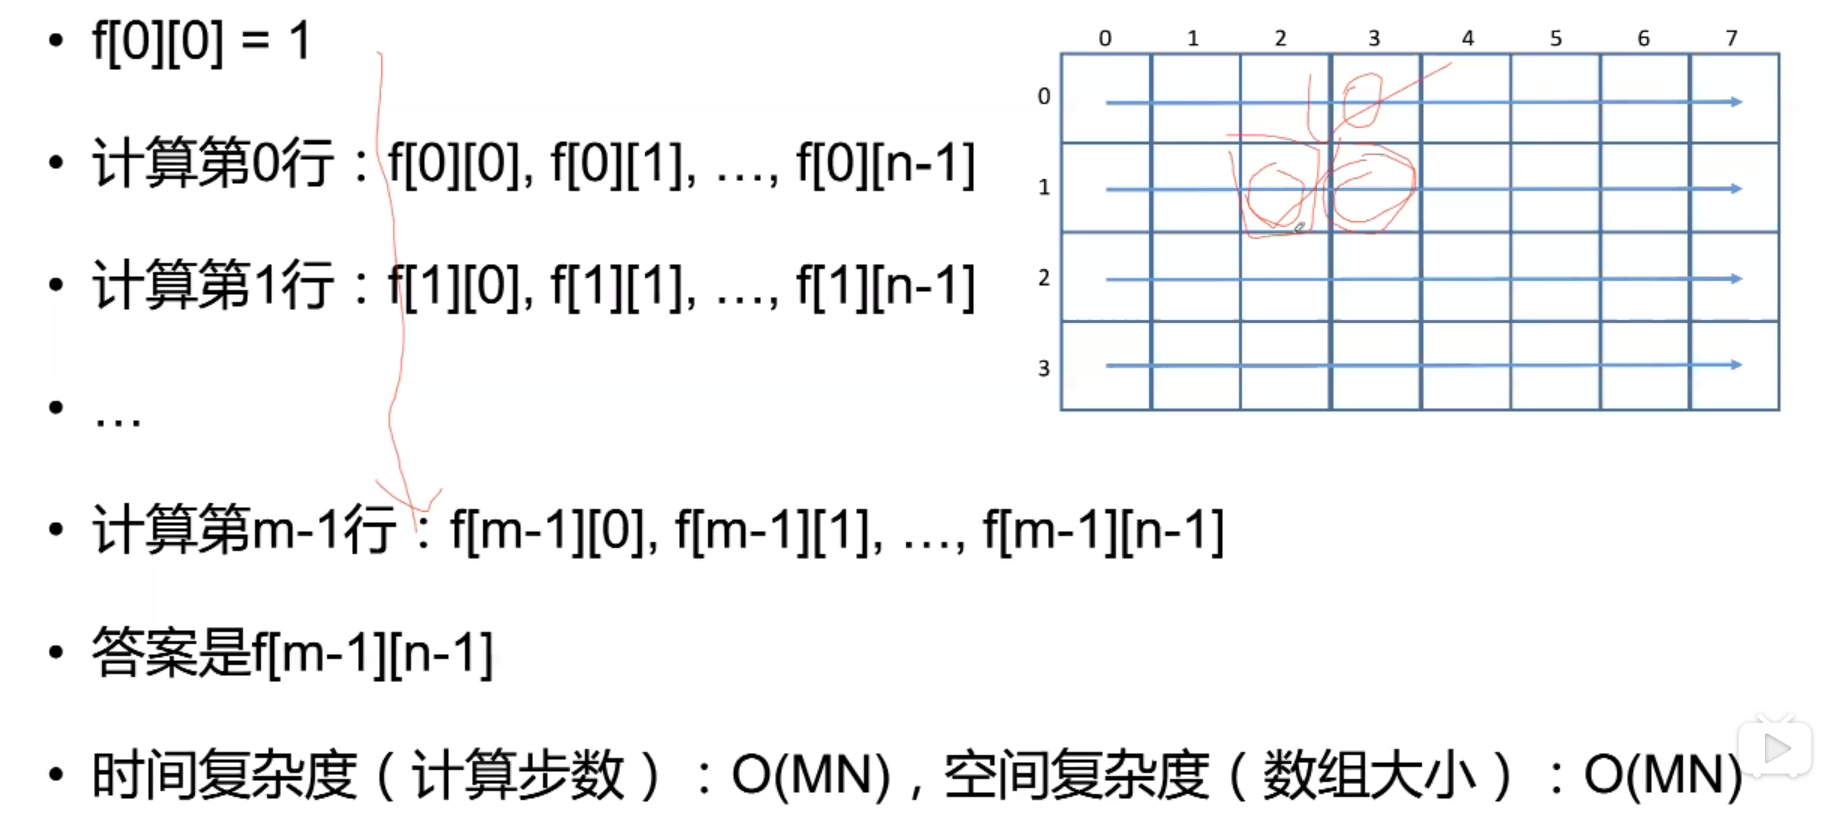 • f[0][0] = 1
• 计算第0行：f[0][0], f[0][1], …, f[0][n-1]
• 计算第1行：f[1][0], f[1][1], …, f[1][n-1]
• …
• 计算第m-1行：f[m-1][0], f[m-1][1], …, f[m-1][n-1]
• 答案是f[m-1][n-1]
• 时间复杂度（计算步数）：O(MN)，空间复杂度（数组大小）：O(MN)
0 1 2 3 4 5 6 7
0
1
2
3